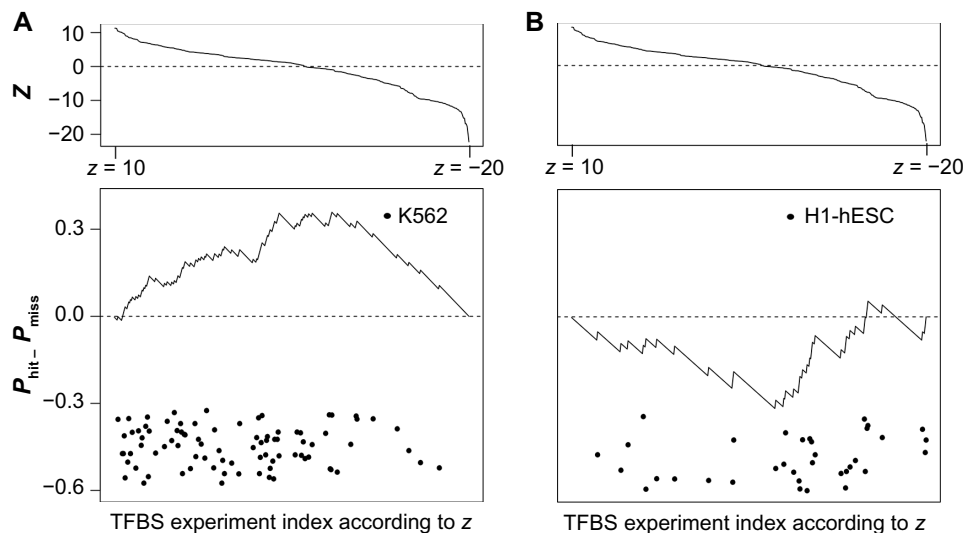 A
B
Z
10
0
−10
−20
z = 10
z = −20
z = 10
z = −20
P hit − P miss
0.3
0.0
−0.3
−0.6
K562
H1-hESC
TFBS experiment index according to z
TFBS experiment index according to z